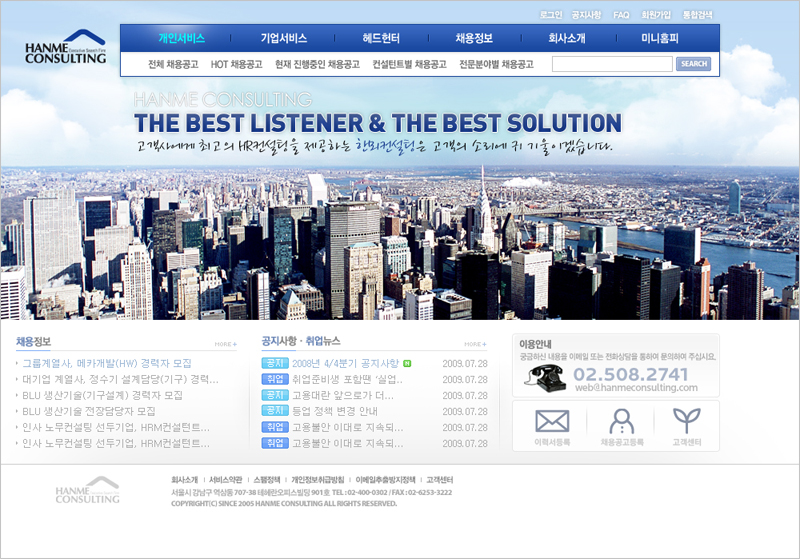 로그인 공지사항 FAQ 회원가입 통합검색
HANME Executive Search Firm
CONSULTING
개인서비스 기업서비스 헤드헌터 채용정보 회사소개 미니홈피
전체 채용공고 HOT 채용공고 현재 진행중인 채용공고 컨설턴트별 채용공고 전문분야별 채용공고 SEARCH
HANME CONSULTING
THE BEST LISTENER & THE BEST SOLUTION
고객사에게 최고의 HR컨설팅을 제공하는 한미컨설팅은 고객의 소리에 귀 기울이겠습니다.
채용정보 MORE +
그룹계열사, 메카개발(HW) 경력자 모집
대기업 계열사, 정수기 설계담당(기구) 경력...
BLU 생산기술(기구설계) 경력자 모집
BLU 생산기술 전장담당자 모집
인사 노무컨설팅 선두기업, HRM컨설턴트...
인사 노무컨설팅 선두기업, HRM컨설턴트...
공지사항 · 취업뉴스 MORE +
공지 2008년 4/4분기 공지사항 N 2009.07.28
취업 취업준비생 포함땐 '실업.. 2009.07.28
공지 고용대란 앞으로가 더... 2009.07.28
공지 등업 정책 변경 안내 2009.07.28
취업 고용불안 이대로 지속되... 2009.07.28
취업 고용불안 이대로 지속되... 2009.07.28
이용안내
궁금하신 내용을 이메일 또는 전화상담을 통하여 문의하여 주십시요.
02.508.2741
web@hanmeconsulting.com
이력서등록 채용공고등록 고객센터
HANME
CONSULTING
회사소개 | 서비스약관 | 스팸정책 | 개인정보취급방침 | 이메일추출방지정책 | 고객센터
서울시 강남구 역삼동 707-38 테헤란오피스빌딩 901호 TEL : 02-400-0302 / FAX : 02-6253-3222
COPYRIGHT(C) SINCE 2005 HANME CONSULTING ALL RIGHTS RESERVED.